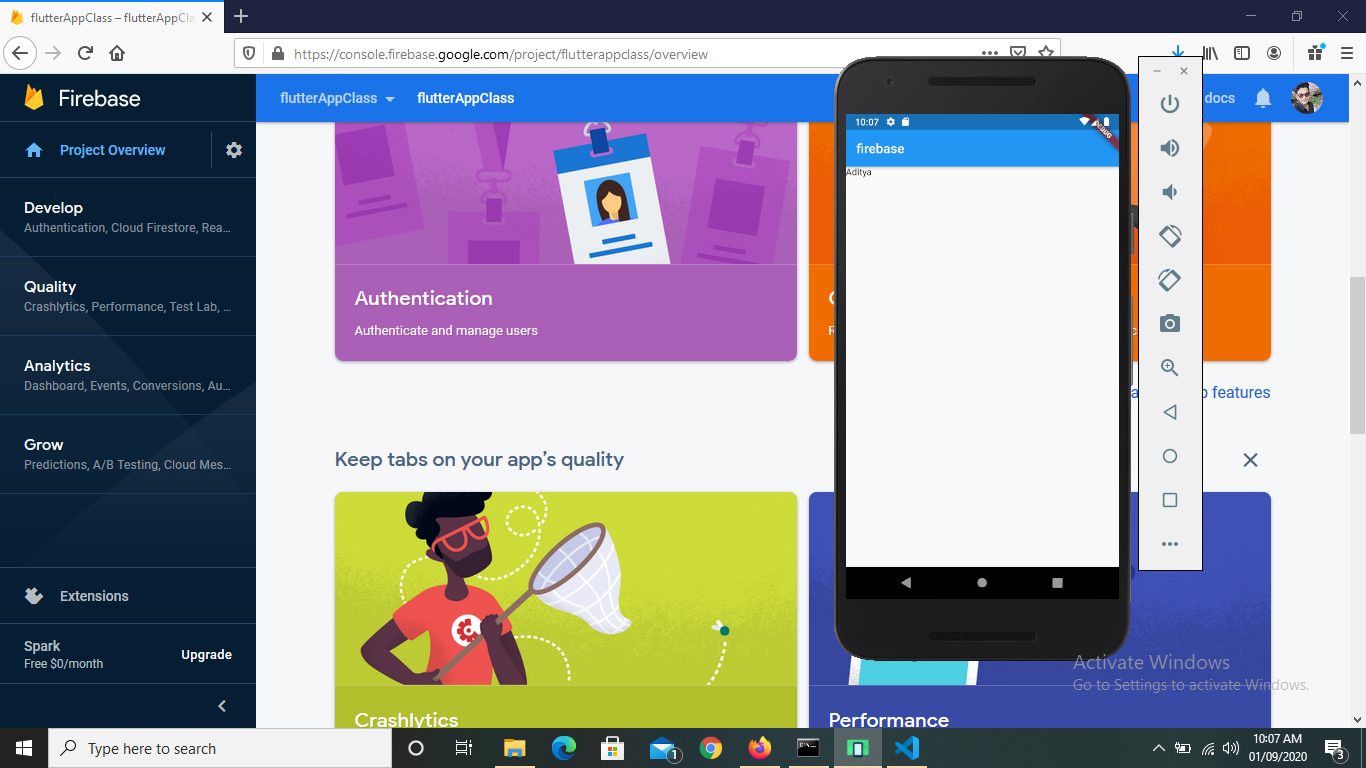 flutterAppClass – flutterAppCla
https://console.firebase.google.com/project/flutterappclass/overview
Firebase
flutterAppClass
flutterAppClass
docs
Project Overview
Develop
Authentication, Cloud Firestore, Rea...
Quality
Crashlytics, Performance, Test Lab, ...
Analytics
Dashboard, Events, Conversions, Au...
Grow
Predictions, A/B Testing, Cloud Mes...
Extensions
Spark
Free $0/month
Upgrade
Authentication
Authenticate and manage users
features
Keep tabs on your app's quality
Crashlytics
Performance
10:07
DEBUG
firebase
Aditya
Activate Windows
Go to Settings to activate Windows.
Type here to search
1
10:07 AM
01/09/2020
3